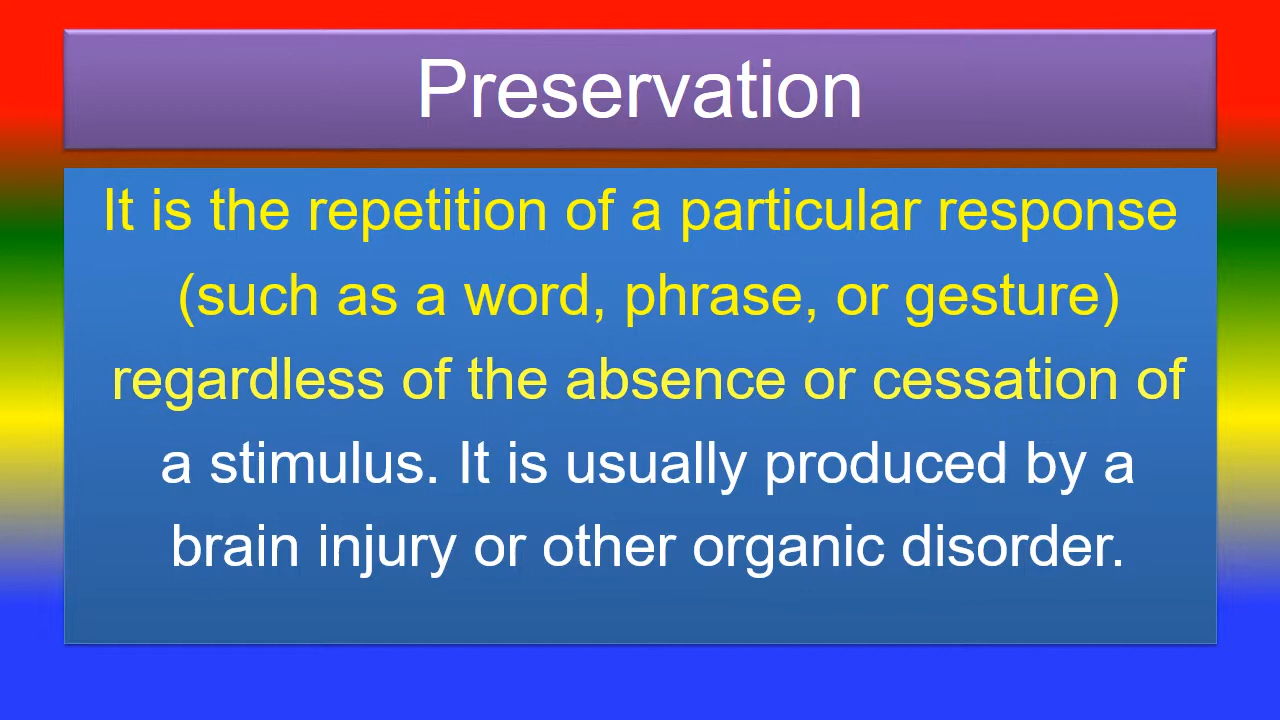 Preservation
It is the repetition of a particular response
(such as a word, phrase, or gesture)
regardless of the absence or cessation of
a stimulus. It is usually produced by a
brain injury or other organic disorder.